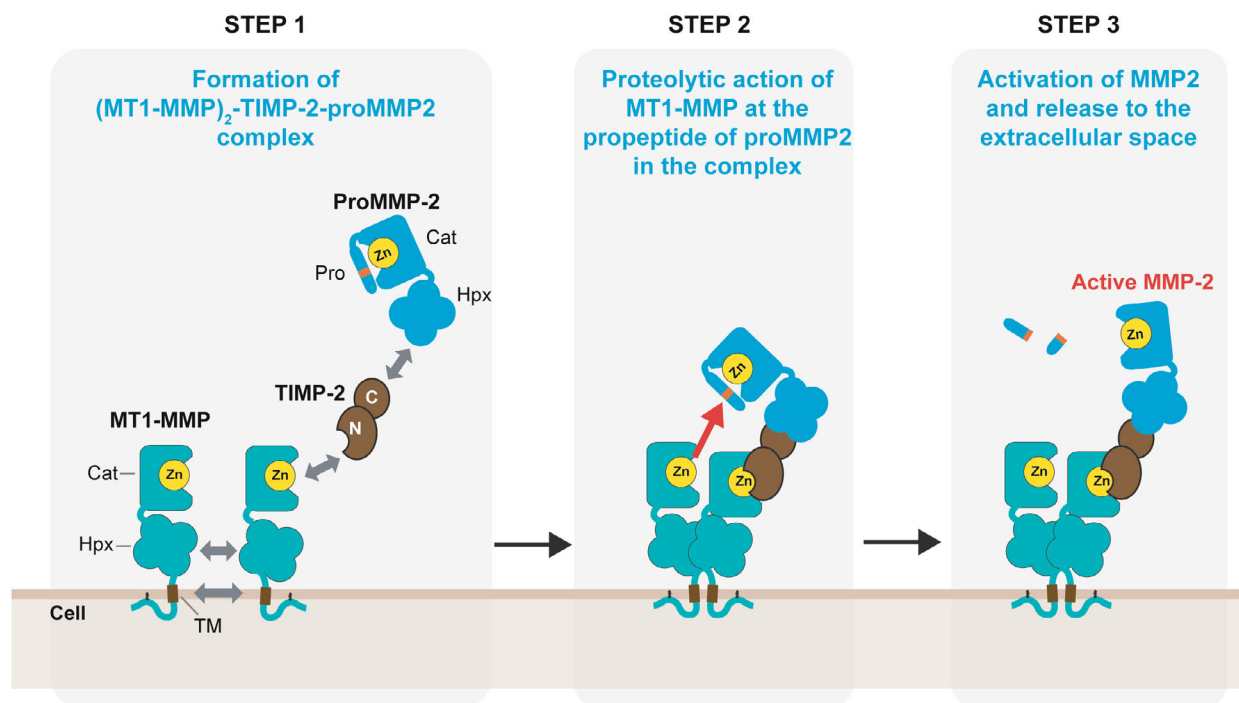 STEP 1
Formation of
(MT1-MMP)₂-TIMP-2-proMMP2
complex
ProMMP-2
Cat
Zn
Pro
Hpx
TIMP-2
C
N
MT1-MMP
Cat
Zn
Zn
Hpx
Cell
TM
STEP 2
Proteolytic action of
MT1-MMP at the
propeptide of proMMP2
in the complex
Zn
Zn
Zn
STEP 3
Activation of MMP2
and release to the
extracellular space
Active MMP-2
Zn
Zn
Zn